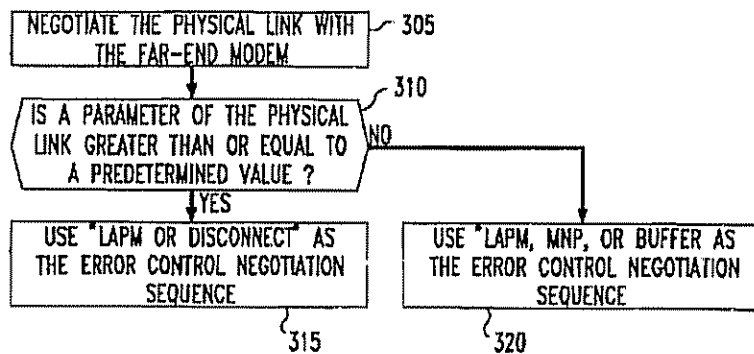 NEGOTIATE THE PHYSICAL LINK WITH
THE FAR-END MODEM
305
310
IS A PARAMETER OF THE PHYSICAL
LINK GREATER THAN OR EQUAL TO
A PREDETERMINED VALUE ?
NO
YES
USE "LAPM OR DISCONNECT" AS
THE ERROR CONTROL NEGOTIATION
SEQUENCE
315
USE "LAPM, MNP, OR BUFFER AS
THE ERROR CONTROL NEGOTIATION
SEQUENCE
320